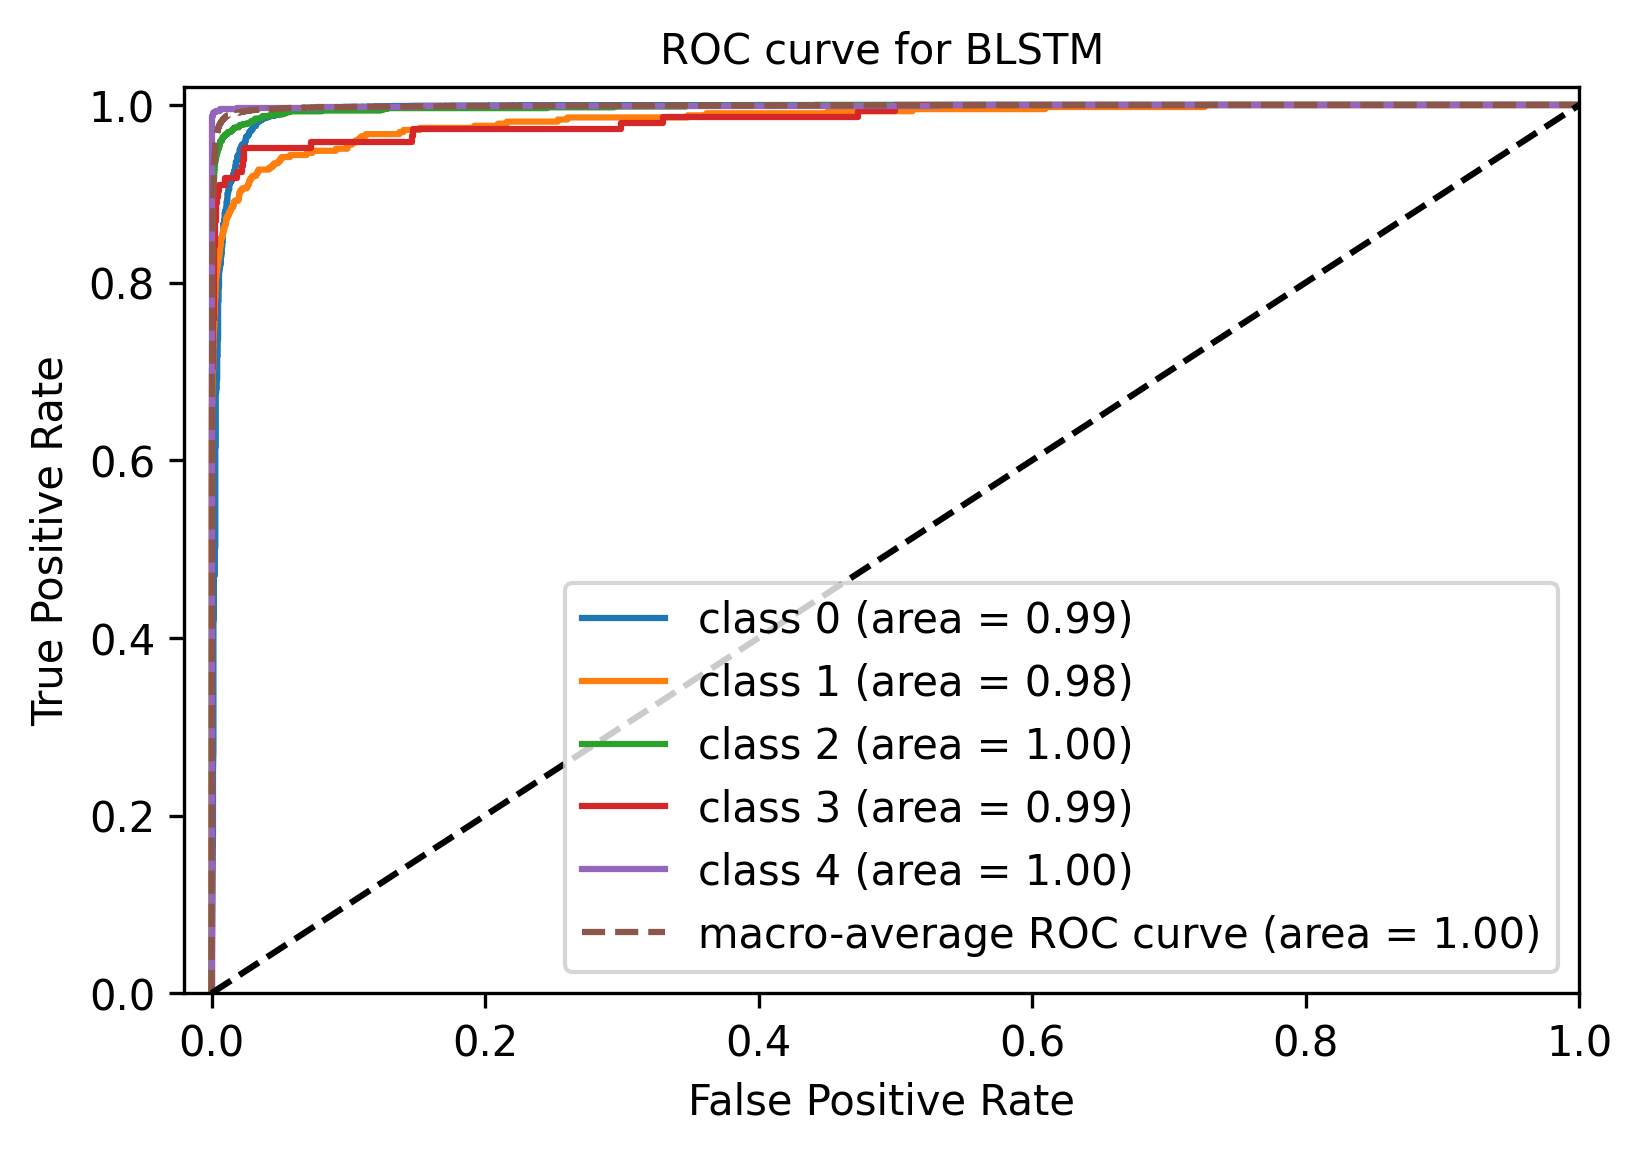 ROC curve for BLSTM
1.0
0.8
0.6
0.4
0.2
0.0
True Positive Rate
class 0 (area = 0.99)
class 1 (area = 0.98)
class 2 (area = 1.00)
class 3 (area = 0.99)
class 4 (area = 1.00)
macro-average ROC curve (area = 1.00)
0.0 0.2 0.4 0.6 0.8 1.0
False Positive Rate